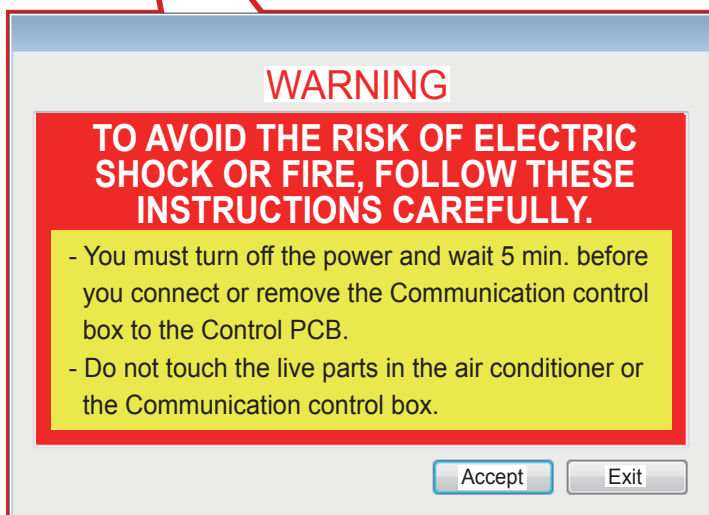 WARNING
TO AVOID THE RISK OF ELECTRIC
SHOCK OR FIRE, FOLLOW THESE
INSTRUCTIONS CAREFULLY.
- You must turn off the power and wait 5 min. before
you connect or remove the Communication control
box to the Control PCB.
- Do not touch the live parts in the air conditioner or
the Communication control box.
Accept Exit